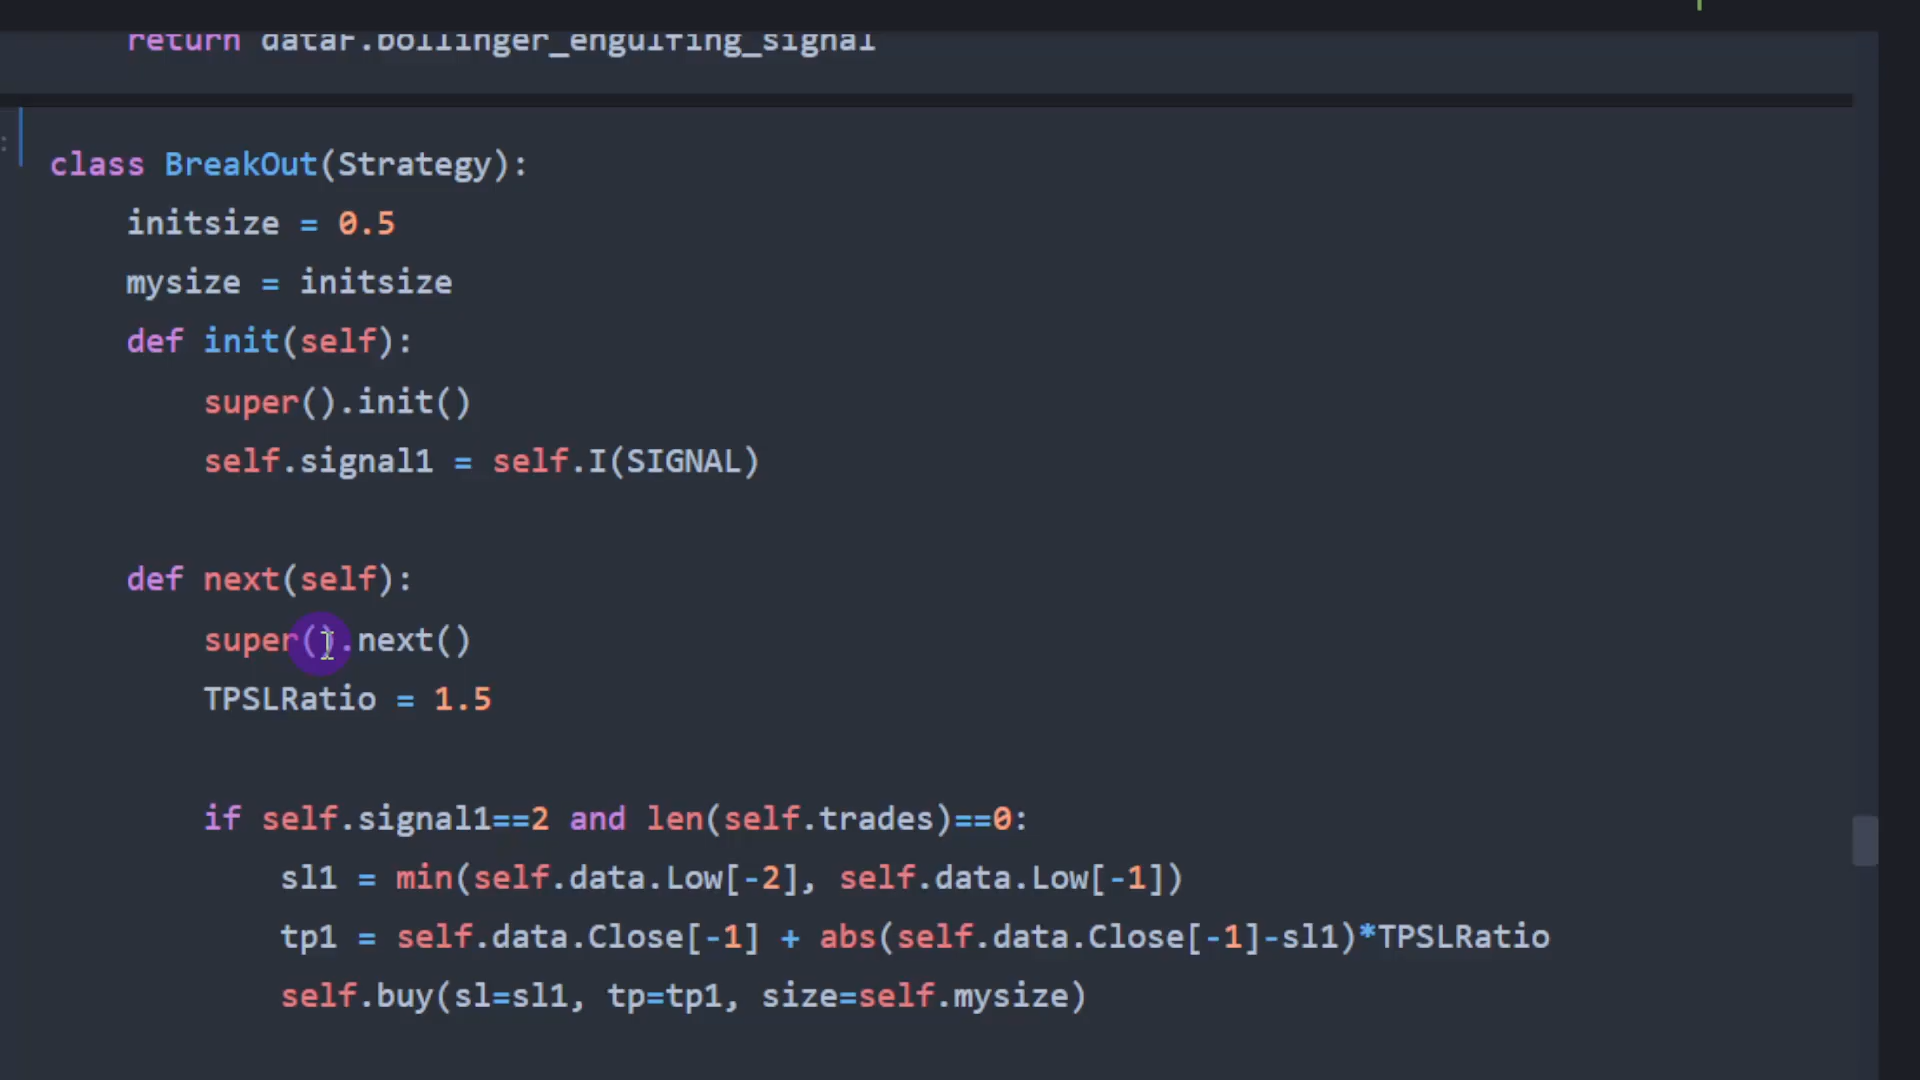 return dataF.bollinger_engulfing_signal
class BreakOut(Strategy):
initsize = 0.5
mysize = initsize
def init(self):
super().init()
self.signal1 = self.I(SIGNAL)
def next(self):
super().next()
TPSLRatio = 1.5
if self.signal1==2 and len(self.trades)==0:
sl1 = min(self.data.Low[-2], self.data.Low[-1])
tp1 = self.data.Close[-1] + abs(self.data.Close[-1]-sl1)*TPSLRatio
self.buy(sl=sl1, tp=tp1, size=self.mysize)